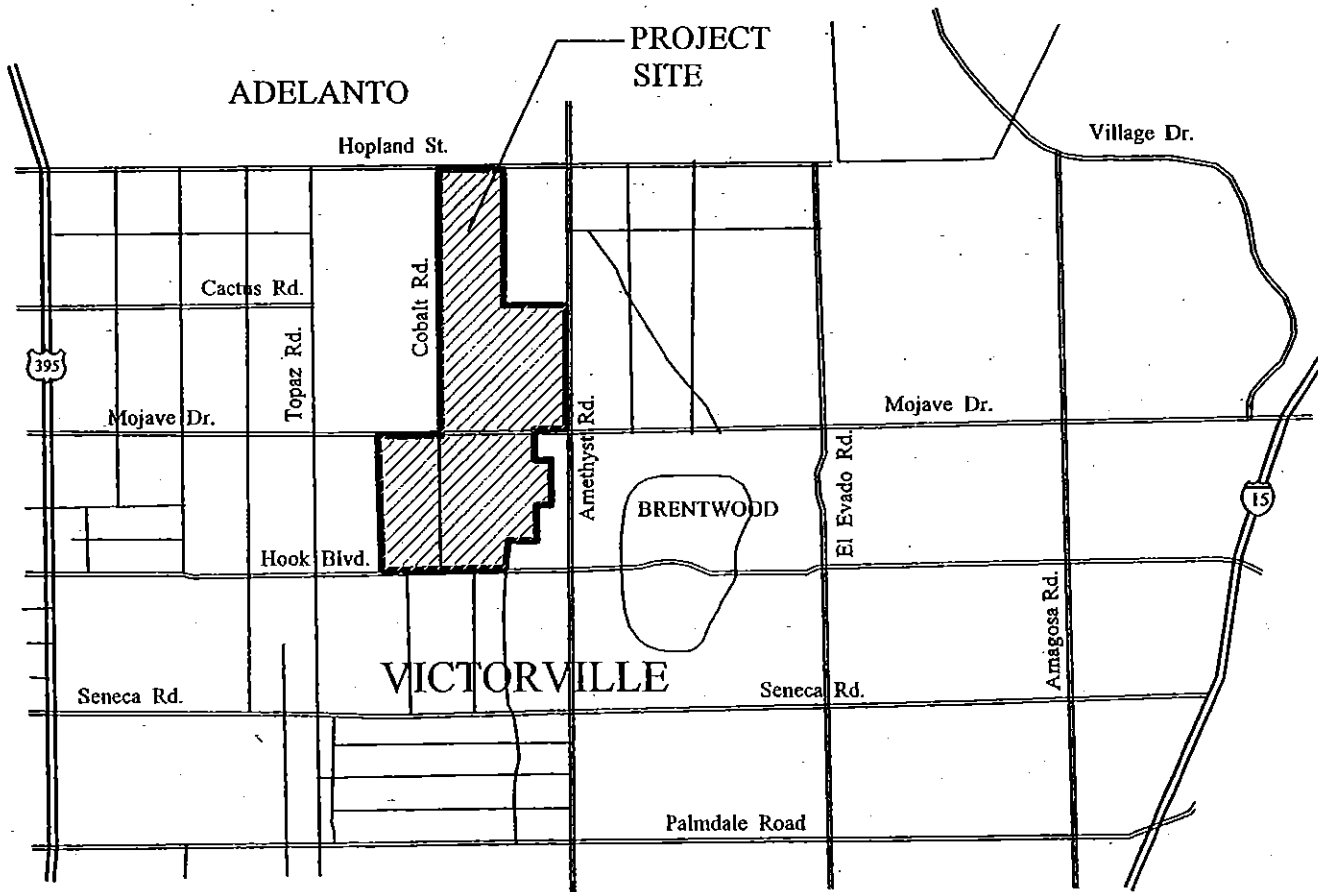 PROJECT
SITE
ADELANTO
Hopland St.
Village Dr.
Cobalt Rd.
Cactus Rd.
Topaz Rd.
395
Mojave Dr.
Amethyst Rd.
Mojave Dr.
El Evado Rd.
BRENTWOOD
15
Hook Blvd.
Amagosa Rd.
VICTORVILLE
Seneca Rd.
Seneca Rd.
Palmdale Road